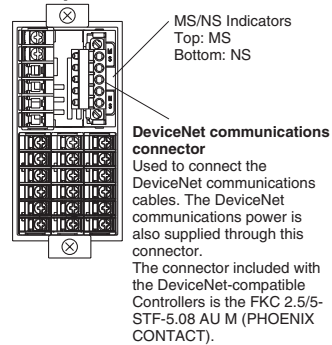 MS/NS Indicators
Top: MS
Bottom: NS
M
S
N
S
DeviceNet communications
connector
Used to connect the
DeviceNet communications
cables. The DeviceNet
communications power is
also supplied through this
connector.
The connector included with
the DeviceNet-compatible
Controllers is the FKC 2.5/5-
STF-5.08 AU M (PHOENIX
CONTACT).